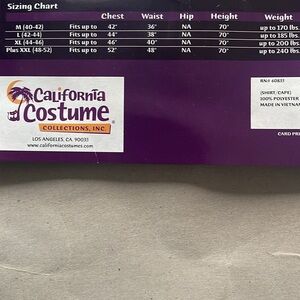 Sizing Chart
Chest Waist Hip Height Weight
M (40-42) Fits up to 42" 36" NA 70" up to 170 lbs
L (42-44) Fits up to 44" 38" NA 70" up to 185 lbs
XL (44-46) Fits up to 46" 40" NA 70" up to 200 lbs
Plus XXL (48-52) Fits up to 52" 48" NA 70" up to 240 lbs
California
Costume
COLLECTIONS, INC.
LOS ANGELES, CA 90033
www.californiacostumes.com
RN# 60833
(SHIRT/CAPE)
100% POLYESTER
MADE IN VIETNA
CARD PRI